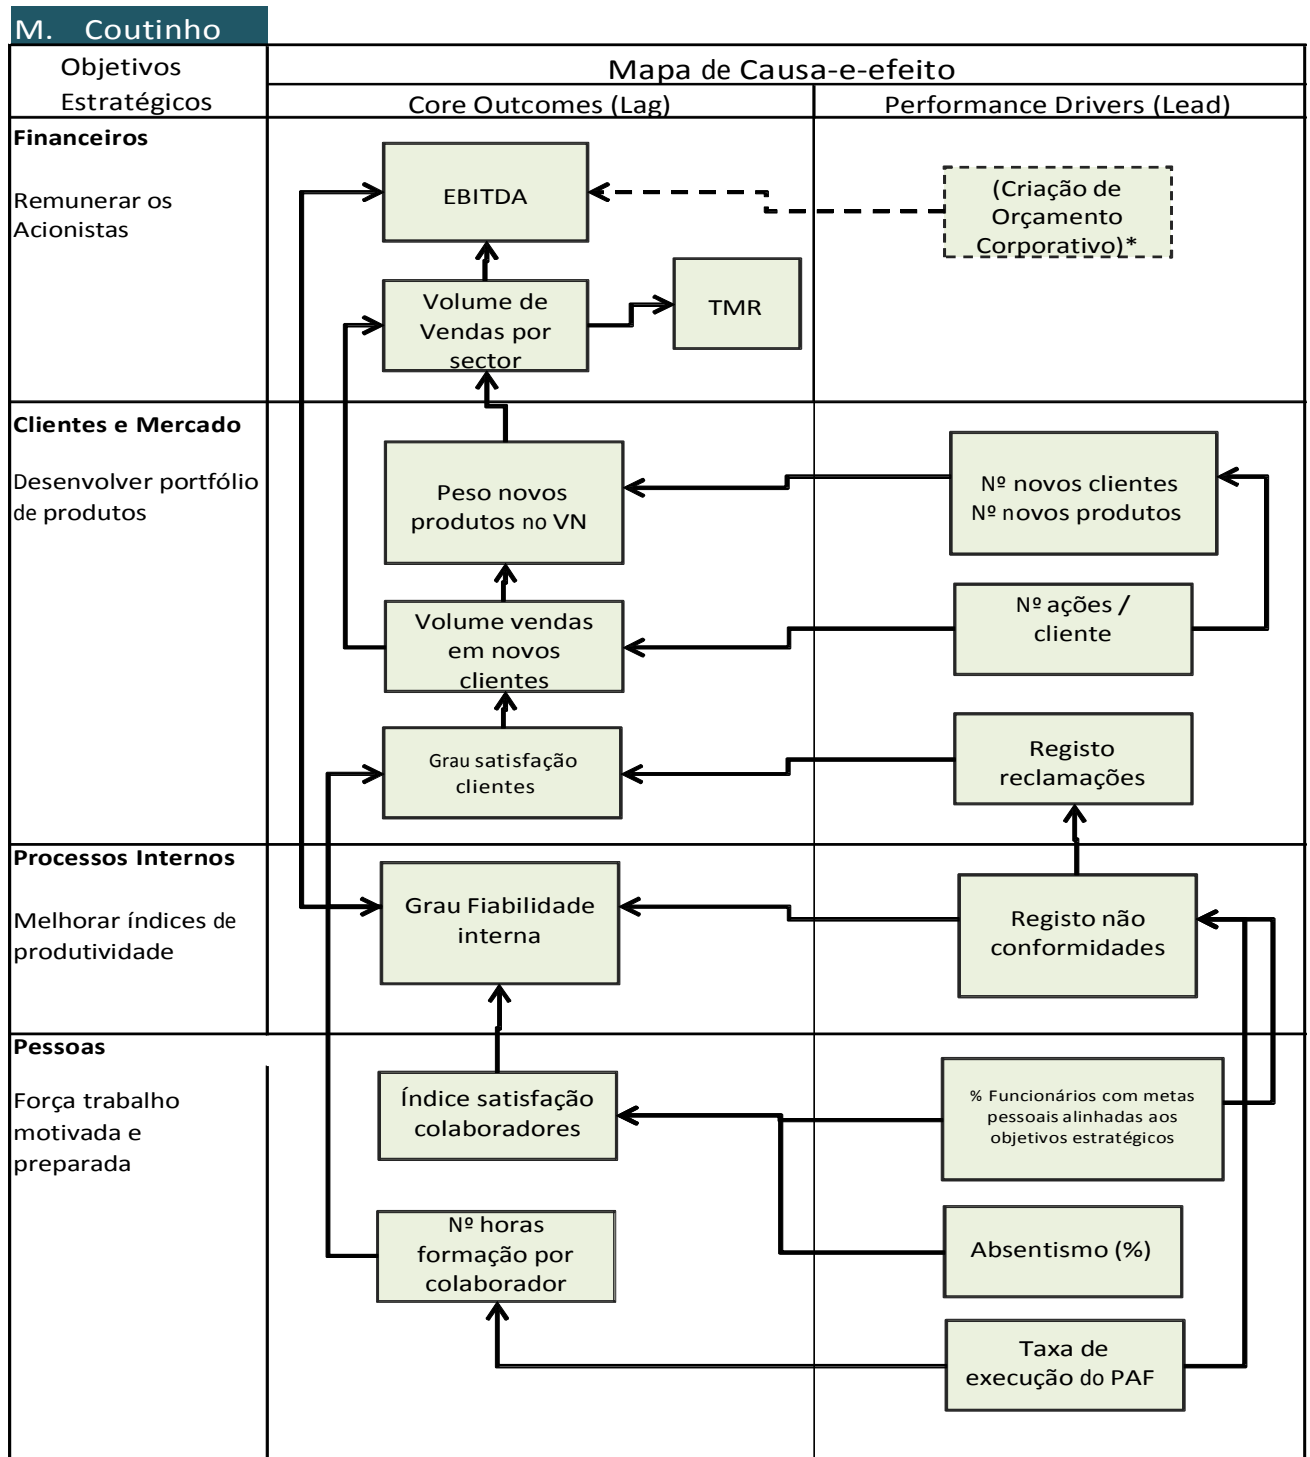 M. Coutinho
Objetivos
Estratégicos
Mapa de Causa-e-efeito
Core Outcomes (Lag)
Performance Drivers (Lead)
Financeiros
Remunerar os
Acionistas
EBITDA
(Criação de
Orçamento
Corporativo)*
Volume de
Vendas por
sector
TMR
Clientes e Mercado
Desenvolver portfólio
de produtos
Peso novos
produtos no VN
Nº novos clientes
Nº novos produtos
Volume vendas
em novos
clientes
Nº ações /
cliente
Grau satisfação
clientes
Registo
reclamações
Processos Internos
Melhorar índices de
produtividade
Grau Fiabilidade
interna
Registo não
conformidades
Pessoas
Força trabalho
motivada e
preparada
Índice satisfação
colaboradores
% Funcionários com metas
pessoais alinhadas aos
objetivos estratégicos
Nº horas
formação por
colaborador
Absentismo (%)
Taxa de
execução do PAF